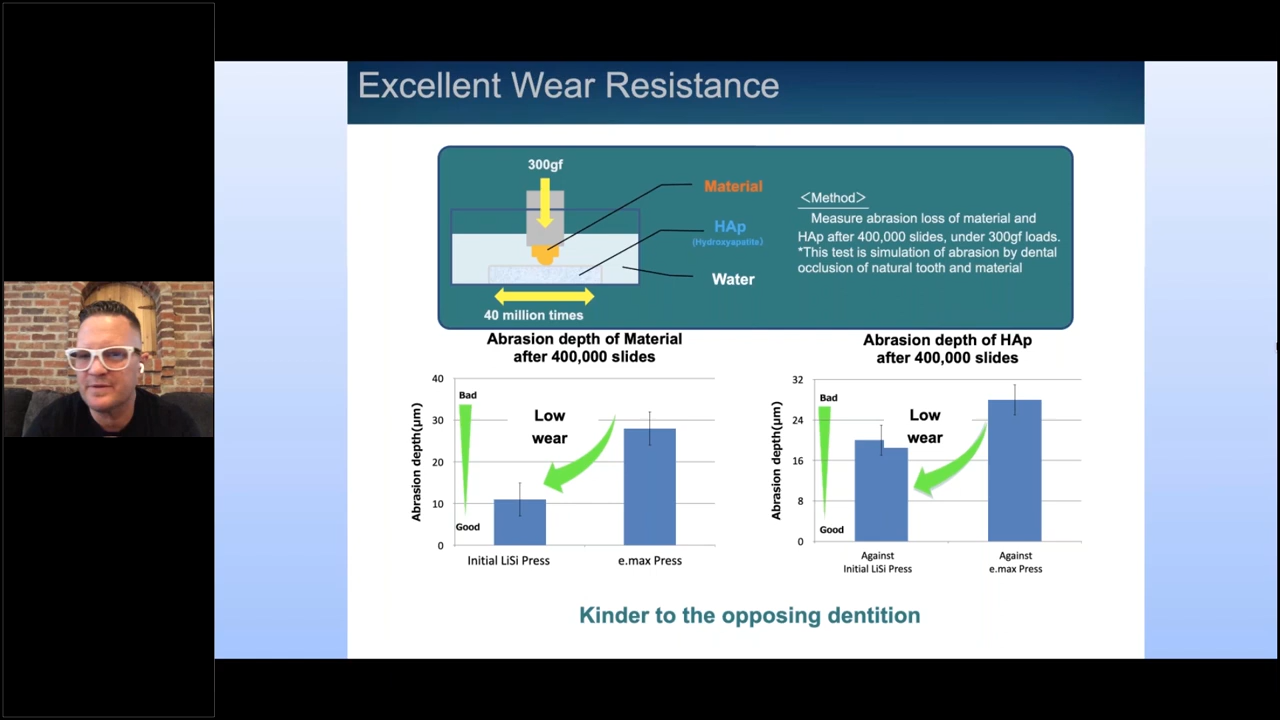 Excellent Wear Resistance
300gf
Material
HAp
(Hydroxyapatite)
Water
40 million times
＜Method＞
Measure abrasion loss of material and
HAp after 400,000 slides, under 300gf loads.
*This test is simulation of abrasion by dental
occlusion of natural tooth and material
Abrasion depth of Material
after 400,000 slides
Abrasion depth(μm)
40
30
20
10
0
Bad
Good
Low
wear
Initial LiSi Press
e.max Press
Abrasion depth of HAp
after 400,000 slides
Abrasion depth(μm)
32
24
16
8
0
Bad
Good
Low
wear
Against
Initial LiSi Press
Against
e.max Press
Kinder to the opposing dentition